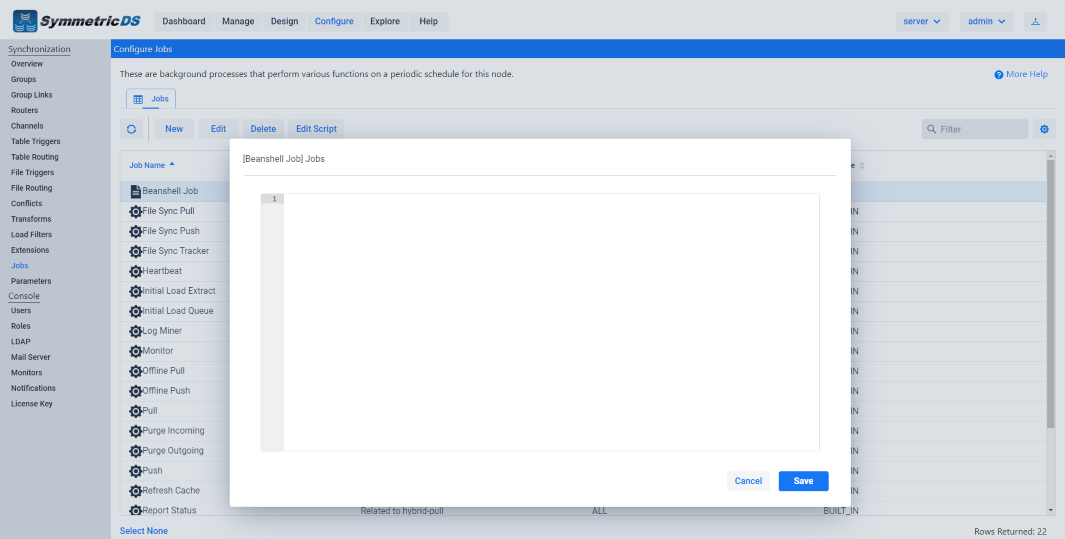 SymmetricDS
Dashboard Manage Design Configure Explore Help
server admin
Synchronization
Overview
Groups
Group Links
Routers
Channels
Table Triggers
Table Routing
File Triggers
File Routing
Conflicts
Transforms
Load Filters
Extensions
Jobs
Parameters
Console
Users
Roles
LDAP
Mail Server
Monitors
Notifications
License Key
Configure Jobs
These are background processes that perform various functions on a periodic schedule for this node.
More Help
Jobs
New Edit Delete Edit Script
Filter
Job Name e
Beanshell Job
File Sync Pull IN
File Sync Push IN
File Sync Tracker IN
Heartbeat IN
Initial Load Extract IN
Initial Load Queue IN
Log Miner IN
Monitor IN
Offline Pull IN
Offline Push IN
Pull IN
Purge Incoming IN
Purge Outgoing IN
Push IN
Refresh Cache IN
Report Status Related to hybrid-pull ALL BUILT_IN
[Beanshell Job] Jobs
1
Cancel Save
Select None
Rows Returned: 22